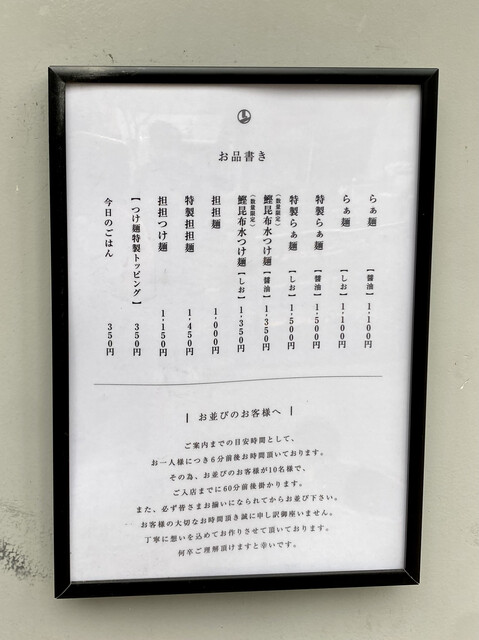 お品書き
らぁ麺 【醤油】 1,100円
らぁ麺 【しお】 1,100円
特製らぁ麺 【醤油】 1,500円
特製らぁ麺 【しお】 1,500円
(数量限定)
鰹昆布水つけ麺 【醤油】 1,350円
(数量限定)
鰹昆布水つけ麺 【しお】 1,350円
担担麺 1,000円
特製担担麺 1,450円
担担つけ麺 1,150円
【つけ麺特製トッピング】 350円
今日のごはん 350円
| お並びのお客様へ |
ご案内までの目安時間として、
お一人様につき6分前後お時間頂いております。
その為、お並びのお客様が10名様で、
ご入店までに60分前後掛かります。
また、必ず皆さまお揃いになられてからお並び下さい。
お客様の大切なお時間頂き誠に申し訳御座いません。
丁寧に想いを込めてお作りさせて頂いております。
何卒ご理解頂けますと幸いです。